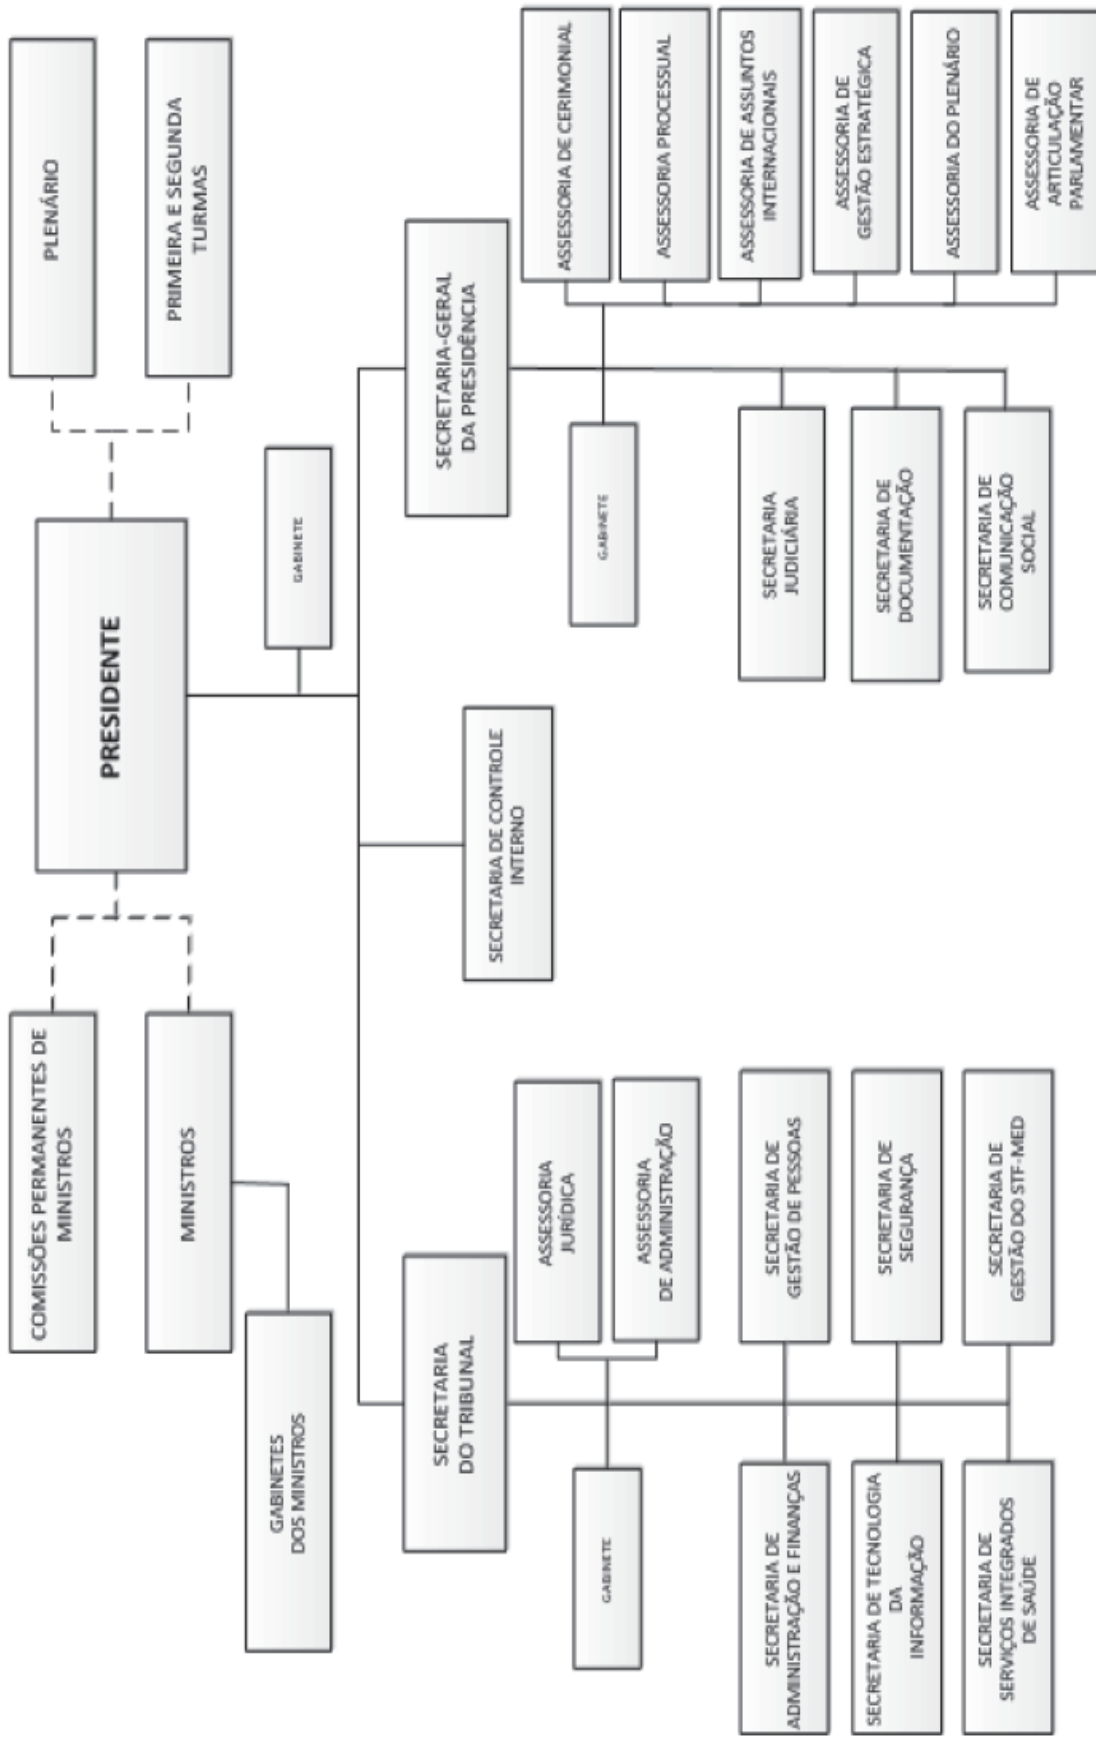 COMISSÕES PERMANENTES DE
MINISTROS
PLENÁRIO
PRESIDENTE
MINISTROS
PRIMEIRA E SEGUNDA
TURMAS
GABINETES
DOS MINISTROS
GABINETE
SECRETARIA
DO TRIBUNAL
SECRETARIA DE CONTROLE
INTERNO
SECRETARIA-GERAL
DA PRESIDÊNCIA
GABINETE
ASSESSORIA
JURÍDICA
ASSESSORIA
DE ADMINISTRAÇÃO
GABINETE
ASSESSORIA DE CERIMONIAL
ASSESSORIA PROCESSUAL
ASSESSORIA DE ASSUNTOS
INTERNACIONAIS
ASSESSORIA DE
GESTÃO ESTRATÉGICA
ASSESSORIA DO PLENÁRIO
ASSESSORIA DE
ARTICULAÇÃO
PARLAMENTAR
SECRETARIA DE
ADMINISTRAÇÃO E FINANÇAS
SECRETARIA DE
GESTÃO DE PESSOAS
SECRETARIA
JUDICIÁRIA
SECRETARIA DE TECNOLOGIA
DA
INFORMAÇÃO
SECRETARIA DE
SEGURANÇA
SECRETARIA DE
DOCUMENTAÇÃO
SECRETARIA DE
SERVIÇOS INTEGRADOS
DE SAÚDE
SECRETARIA DE
GESTÃO DO STF-MED
SECRETARIA DE
COMUNICAÇÃO
SOCIAL